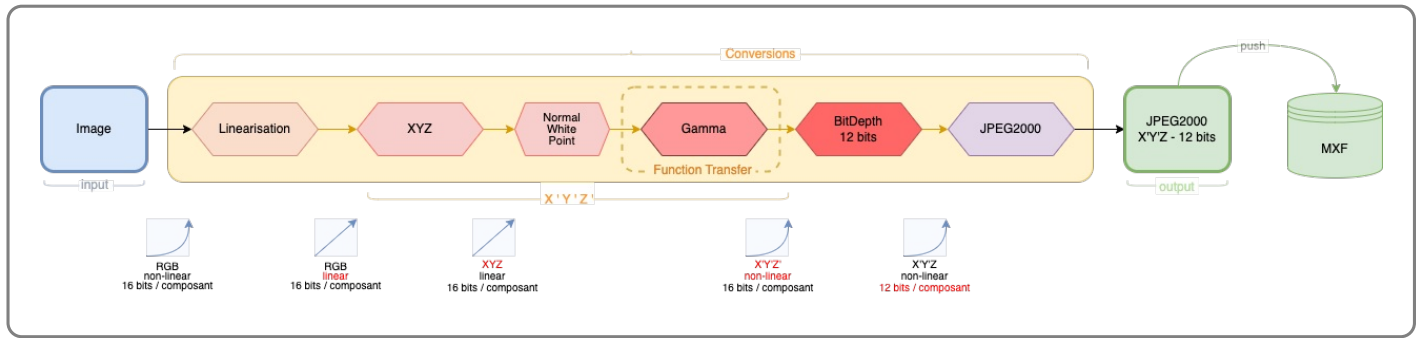 Conversions
push
Image
Linearisation
XYZ
Normal
White
Point
Gamma
BitDepth
12 bits
JPEG2000
JPEG2000
X'Y'Z - 12 bits
MXF
Function Transfer
input
output
X ' Y ' Z '
RGB
non-linear
16 bits / composant
RGB
linear
16 bits / composant
XYZ
linear
16 bits / composant
X'Y'Z'
non-linear
16 bits / composant
X'Y'Z
non-linear
12 bits / composant